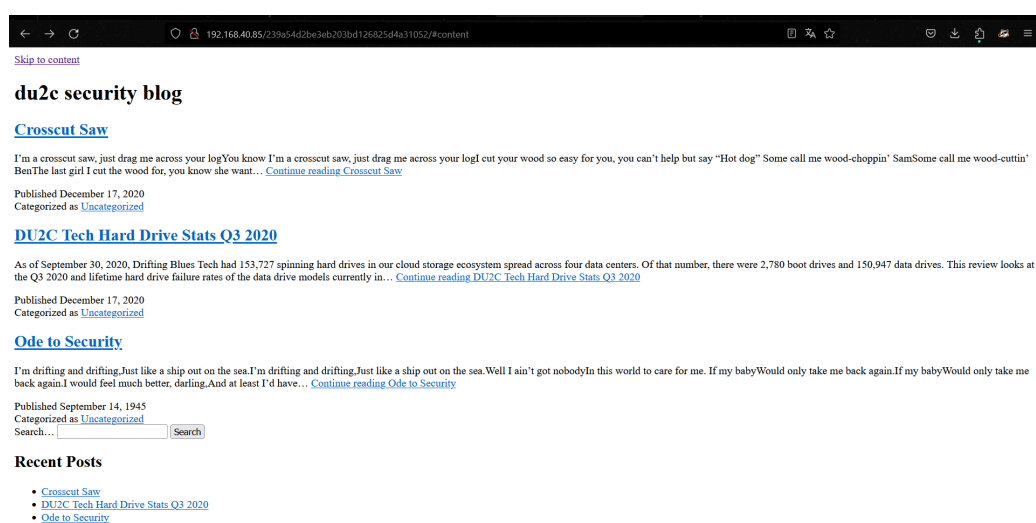 192.168.40.85/239a54d2be3eb203bd126825d4a31052/#content
Skip to content
du2c security blog
Crosscut Saw
I'm a crosscut saw, just drag me across your logYou know I'm a crosscut saw, just drag me across your logI cut your wood so easy for you, you can't help but say “Hot dog” Some call me wood-choppin' SamSome call me wood-cuttin'
BenThe last girl I cut the wood for, you know she want… Continue reading Crosscut Saw
Published December 17, 2020
Categorized as Uncategorized
DU2C Tech Hard Drive Stats Q3 2020
As of September 30, 2020, Drifting Blues Tech had 153,727 spinning hard drives in our cloud storage ecosystem spread across four data centers. Of that number, there were 2,780 boot drives and 150,947 data drives. This review looks at
the Q3 2020 and lifetime hard drive failure rates of the data drive models currently in… Continue reading DU2C Tech Hard Drive Stats Q3 2020
Published December 17, 2020
Categorized as Uncategorized
Ode to Security
I'm drifting and drifting,Just like a ship out on the sea.I'm drifting and drifting,Just like a ship out on the sea.Well I ain't got nobodyIn this world to care for me. If my babyWould only take me back again.If my babyWould only take me
back again.I would feel much better, darling,And at least I'd have… Continue reading Ode to Security
Published September 14, 1945
Categorized as Uncategorized
Search… Search
Recent Posts
Crosscut Saw
DU2C Tech Hard Drive Stats Q3 2020
Ode to Security